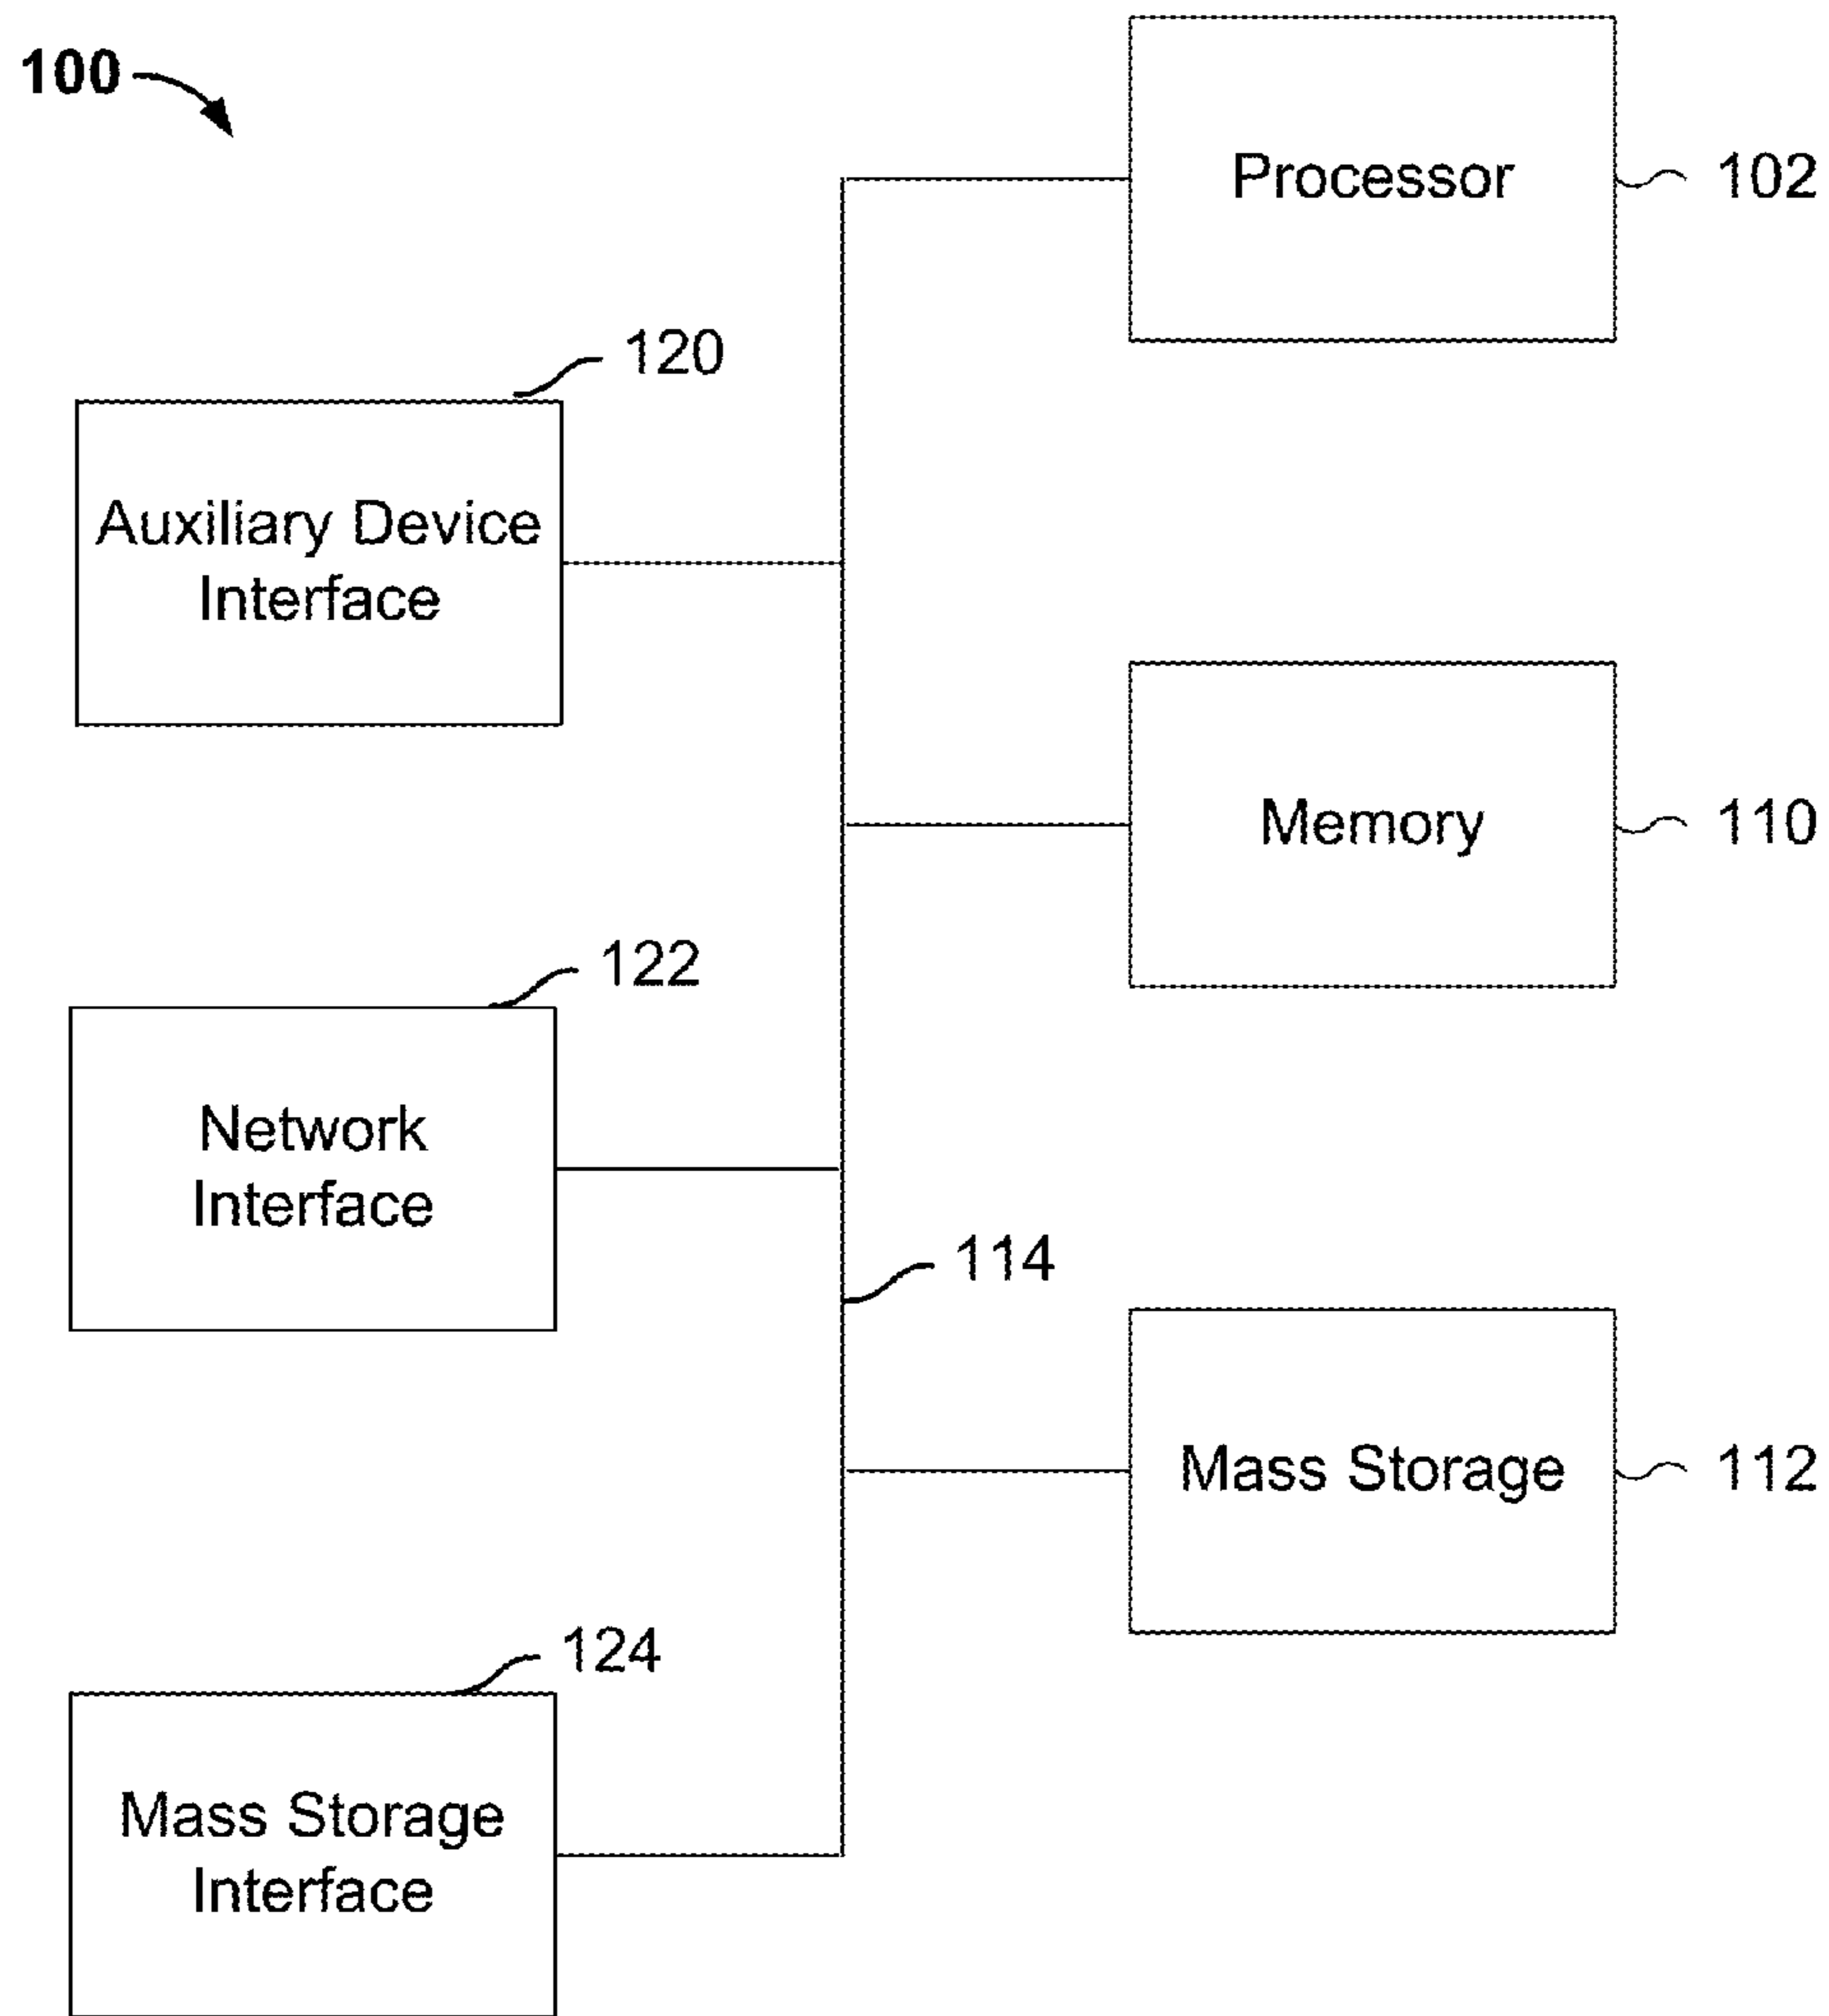 100
Processor
102
120
Auxiliary Device
Interface
Memory
110
122
Network
Interface
114
Mass Storage
112
124
Mass Storage
Interface